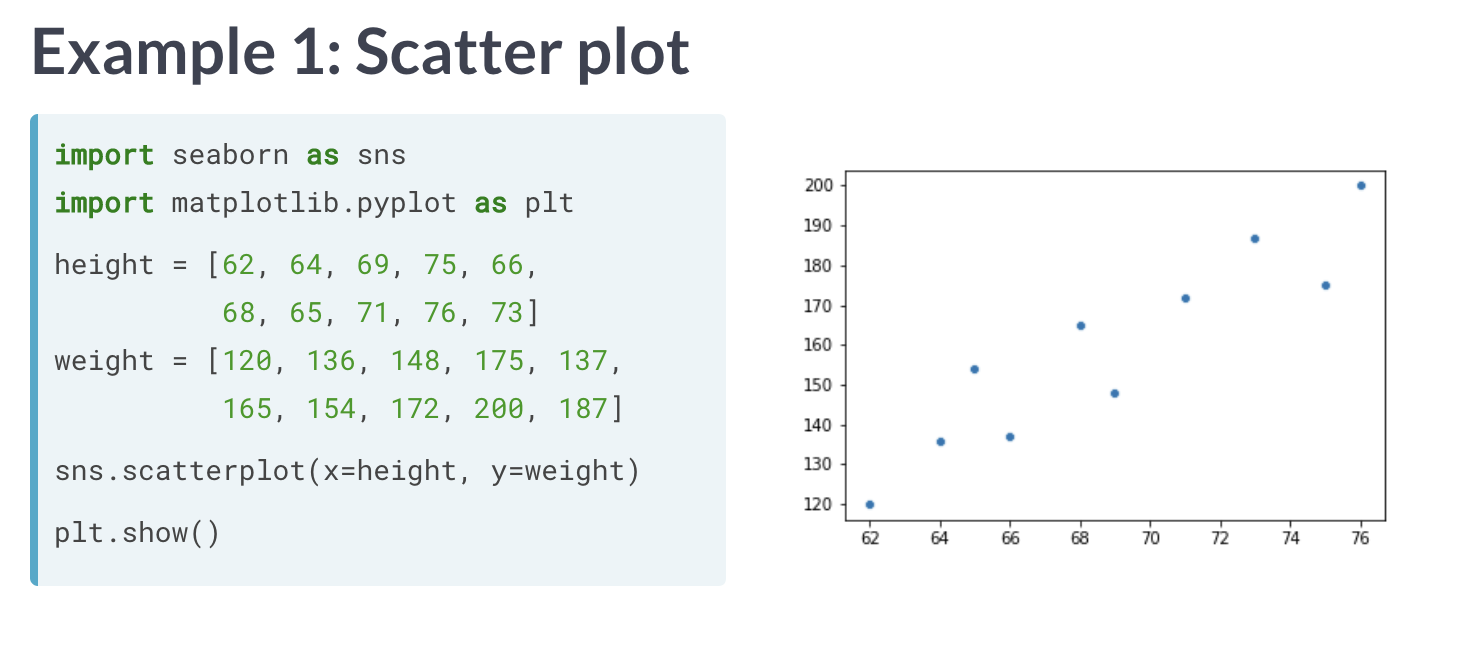 Example 1: Scatter plot
import seaborn as sns
import matplotlib.pyplot as plt
height = [62, 64, 69, 75, 66,
68, 65, 71, 76, 73]
weight = [120, 136, 148, 175, 137,
165, 154, 172, 200, 187]
sns.scatterplot(x=height, y=weight)
plt.show()
200
190
180
170
160
150
140
130
120
62 64 66 68 70 72 74 76